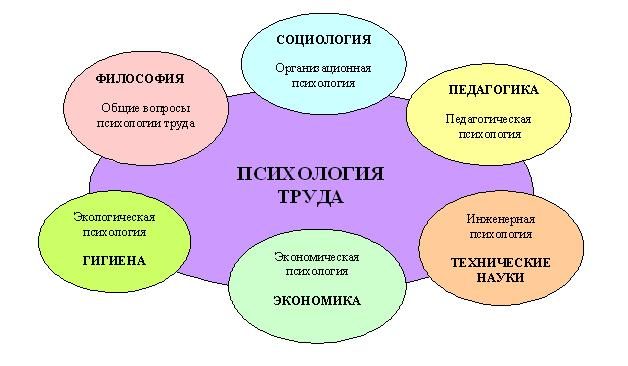 СОЦИОЛОГИЯ
Организационная
психология
ФИЛОСОФИЯ
Общие вопросы
психологии труда
ПЕДАГОГИКА
Педагогическая
психология
ПСИХОЛОГИЯ
ТРУДА
Экологическая
психология
ГИГИЕНА
Экономическая
психология
ЭКОНОМИКА
Инженерная
психология
ТЕХНИЧЕСКИЕ
НАУКИ